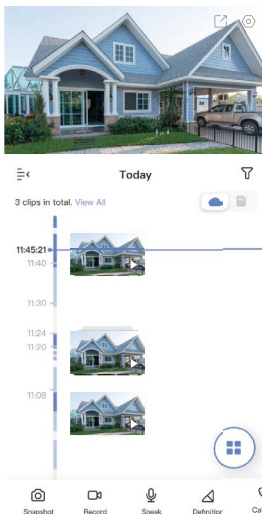 Today
3 clips in total. View All
11:45:21
11:40
11:30
11:24
11:20
11:08
Snapshot
Record
Speak
Definition